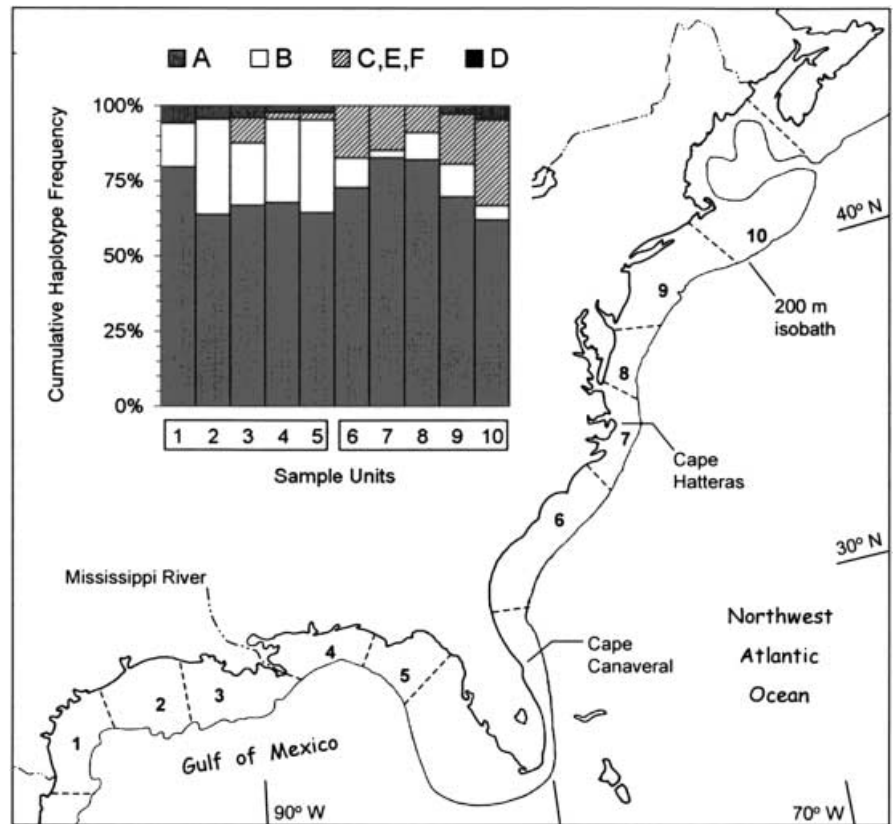 A B C,E,F D
Cumulative Haplotype Frequency
100%
75%
50%
25%
0%
1 2 3 4 5 6 7 8 9 10
Sample Units
40° N
10
9
200 m
isobath
8
7
Cape
Hatteras
6
30° N
Mississippi River
Northwest
Atlantic
Ocean
4
Cape
Canaveral
5
3
2
1
Gulf of Mexico
90° W
70° W